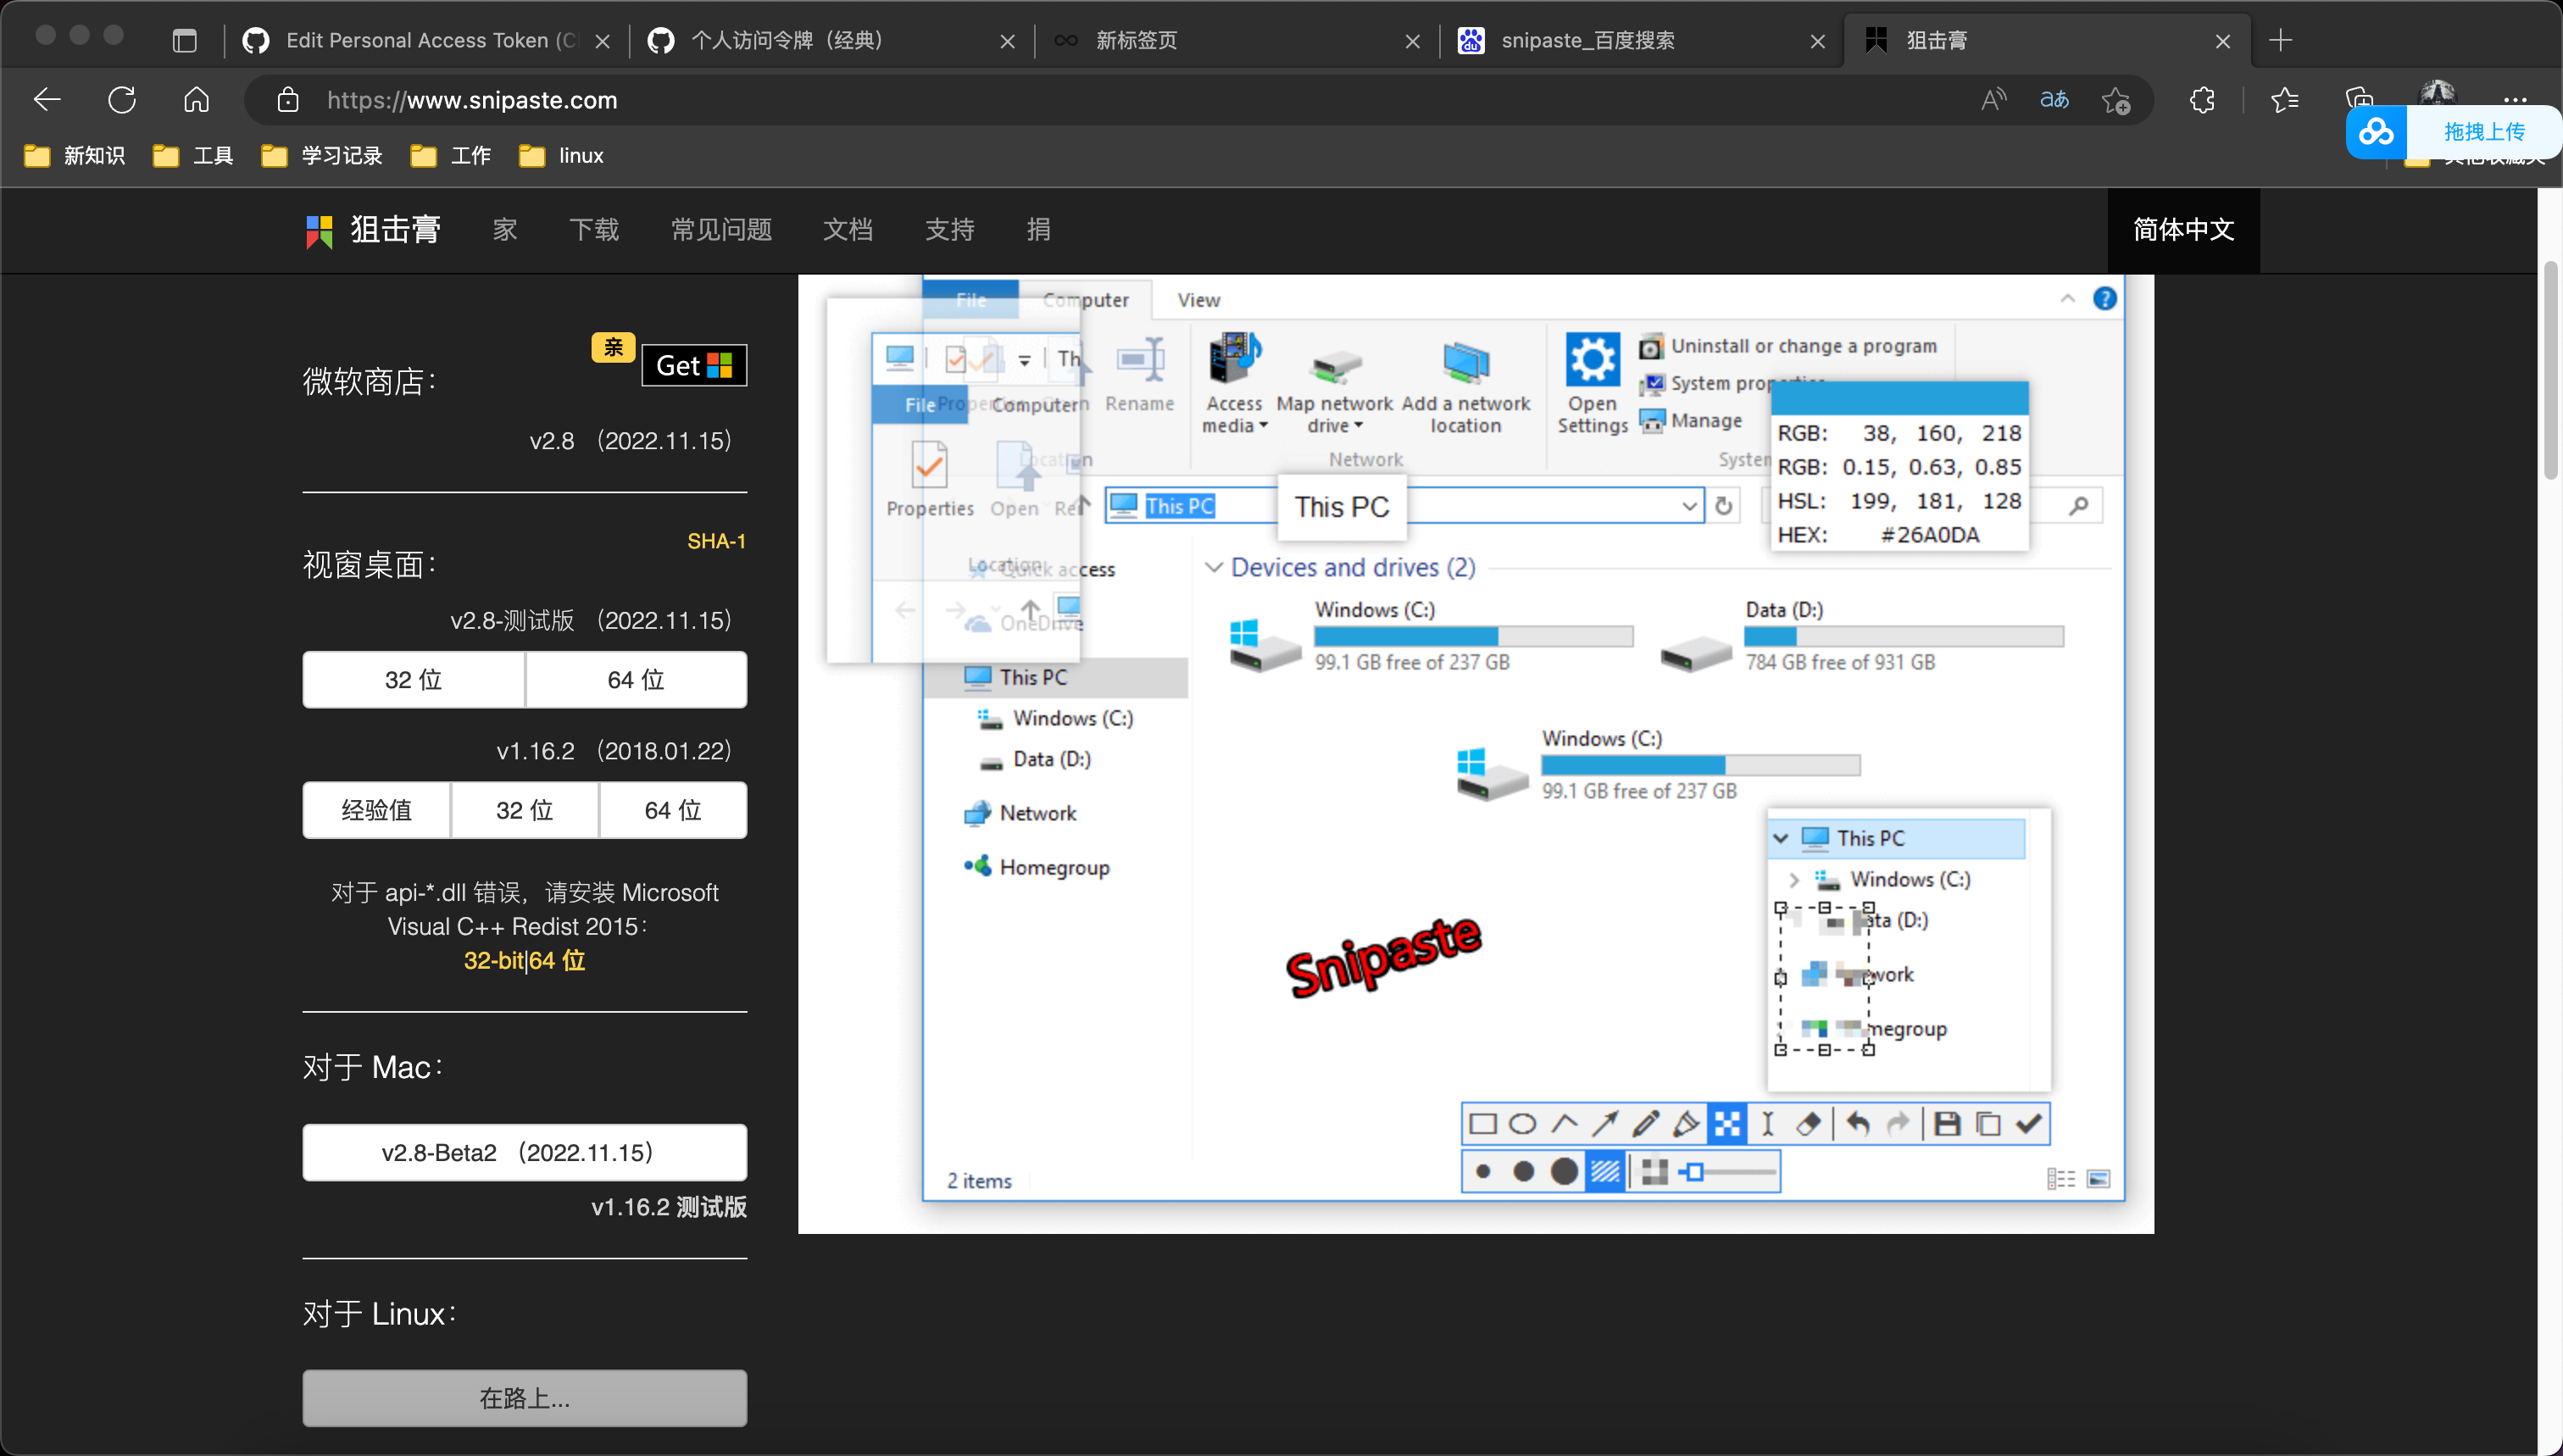 Edit Personal Access Token (Cl
个人访问令牌（经典）
新标签页
snipaste_百度搜索
狙击膏
https://www.snipaste.com
拖拽上传
新知识
工具
学习记录
工作
linux
其他收藏夹
狙击膏
家
下载
常见问题
文档
支持
捐
简体中文
微软商店：
亲
Get
v2.8 （2022.11.15）
视窗桌面：
SHA-1
v2.8-测试版 （2022.11.15）
32 位
64 位
v1.16.2 （2018.01.22）
经验值
32 位
64 位
对于 api-*.dll 错误，请安装 Microsoft
Visual C++ Redist 2015：
32-bit|64 位
对于 Mac：
v2.8-Beta2 （2022.11.15）
v1.16.2 测试版
对于 Linux：
在路上...
File
Computer
View
Th
File
Computer
Properties
Open
Location
Rename
Access media
Map network drive
Add a network location
Network
Open Settings
Uninstall or change a program
System properties
Manage
System
RGB: 38, 160, 218
RGB: 0.15, 0.63, 0.85
HSL: 199, 181, 128
HEX: #26A0DA
This PC
This PC
Quick access
OneDrive
This PC
Windows (C:)
Data (D:)
Network
Homegroup
2 items
Devices and drives (2)
Windows (C:)
99.1 GB free of 237 GB
Data (D:)
784 GB free of 931 GB
Windows (C:)
99.1 GB free of 237 GB
Snipaste
This PC
Windows (C:)
ata (D:)
work
megroup